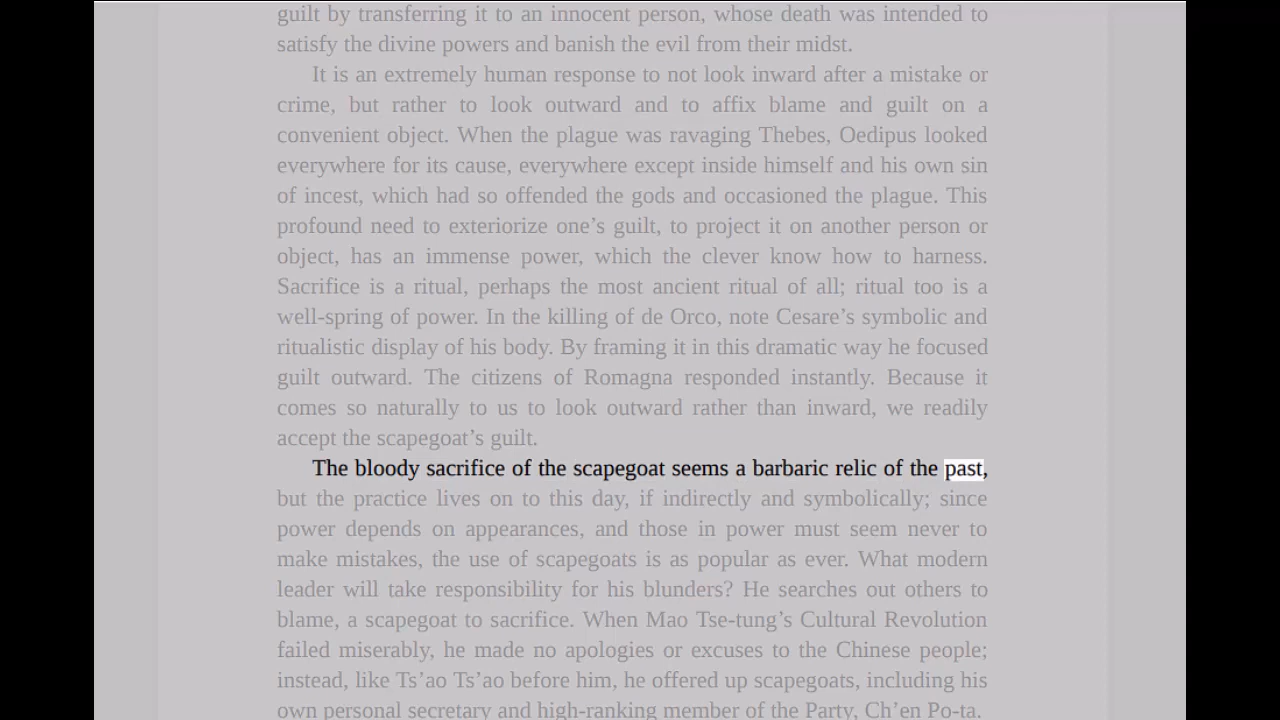 guilt by transferring it to an innocent person, whose death was intended to
satisfy the divine powers and banish the evil from their midst.
It is an extremely human response to not look inward after a mistake or
crime, but rather to look outward and to affix blame and guilt on a
convenient object. When the plague was ravaging Thebes, Oedipus looked
everywhere for its cause, everywhere except inside himself and his own sin
of incest, which had so offended the gods and occasioned the plague. This
profound need to exteriorize one’s guilt, to project it on another person or
object, has an immense power, which the clever know how to harness.
Sacrifice is a ritual, perhaps the most ancient ritual of all; ritual too is a
well-spring of power. In the killing of de Orco, note Cesare’s symbolic and
ritualistic display of his body. By framing it in this dramatic way he focused
guilt outward. The citizens of Romagna responded instantly. Because it
comes so naturally to us to look outward rather than inward, we readily
accept the scapegoat’s guilt.
The bloody sacrifice of the scapegoat seems a barbaric relic of the past,
but the practice lives on to this day, if indirectly and symbolically; since
power depends on appearances, and those in power must seem never to
make mistakes, the use of scapegoats is as popular as ever. What modern
leader will take responsibility for his blunders? He searches out others to
blame, a scapegoat to sacrifice. When Mao Tse-tung’s Cultural Revolution
failed miserably, he made no apologies or excuses to the Chinese people;
instead, like Ts’ao Ts’ao before him, he offered up scapegoats, including his
own personal secretary and high-ranking member of the Party, Ch’en Po-ta.